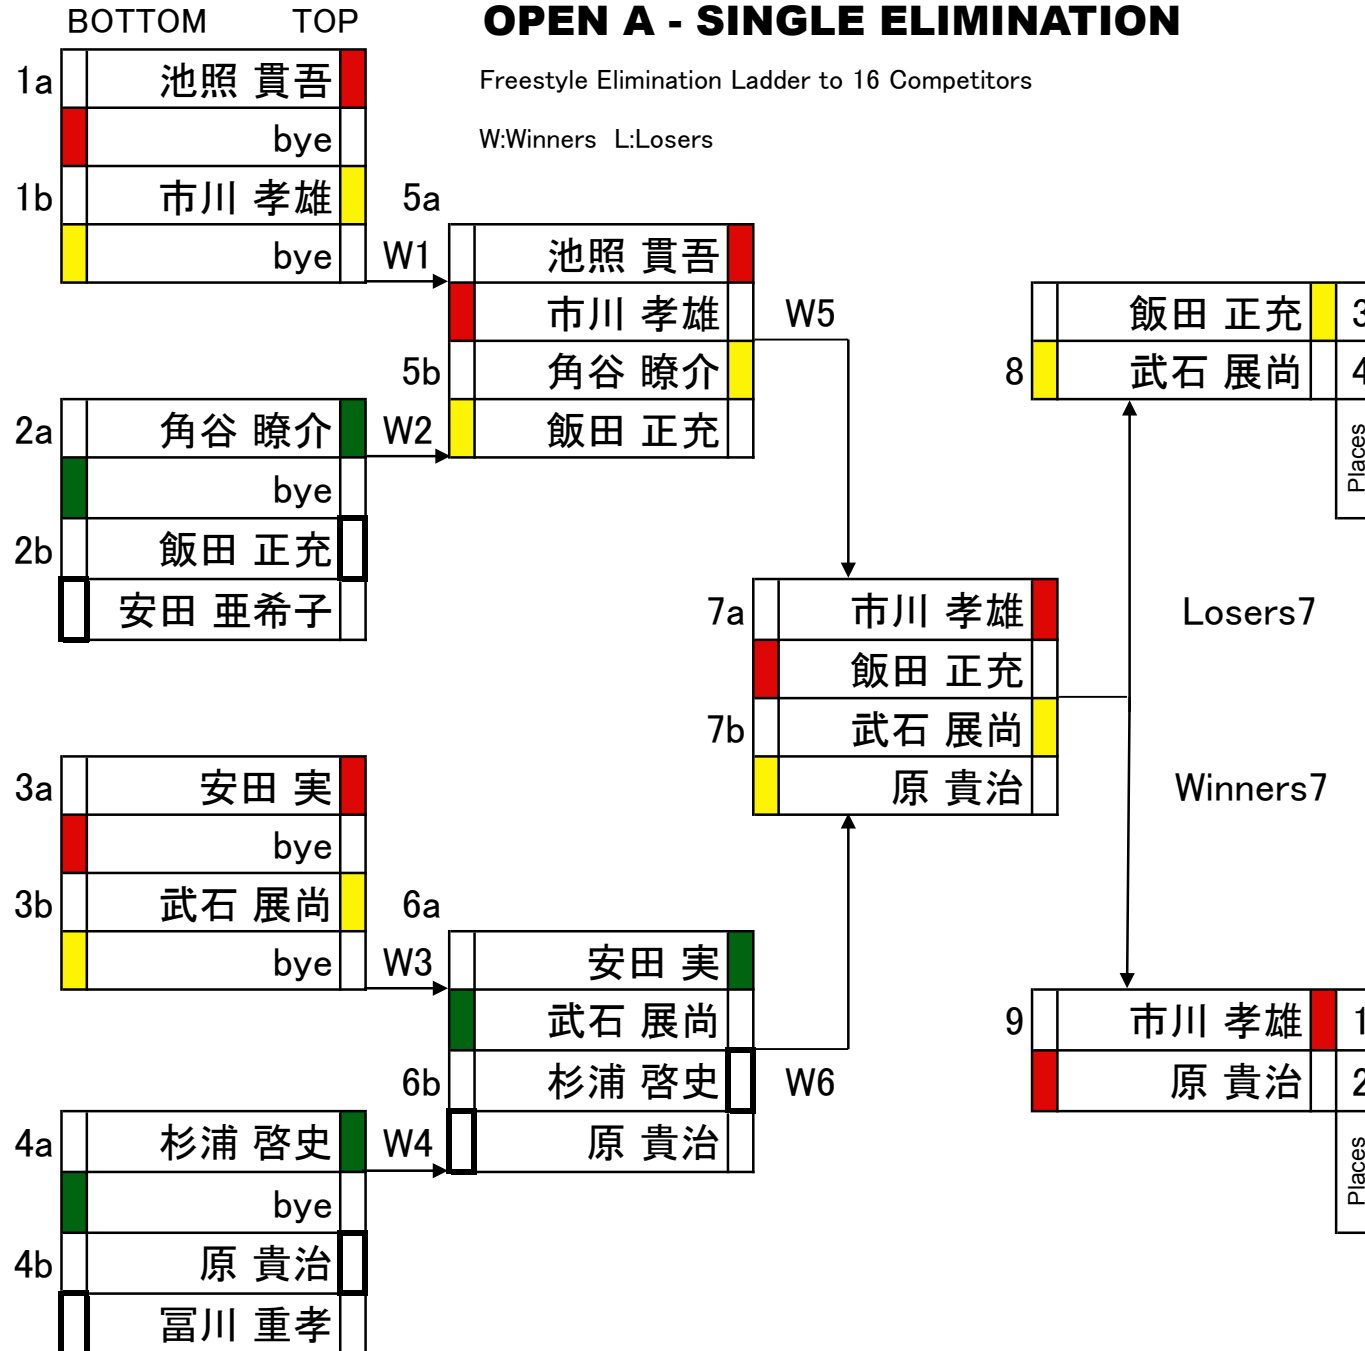 BOTTOM TOP
OPEN A - SINGLE ELIMINATION
Freestyle Elimination Ladder to 16 Competitors
W:Winners L:Losers
1a 池照 貫吾
bye
1b 市川 孝雄
bye
W1
2a 角谷 瞭介
bye
2b 飯田 正充
安田 亜希子
W2
3a 安田 実
bye
3b 武石 展尚
bye
W3
4a 杉浦 啓史
bye
4b 原 貴治
冨川 重孝
W4
5a
池照 貫吾
市川 孝雄
5b 角谷 瞭介
飯田 正充
W5
6a
安田 実
武石 展尚
6b 杉浦 啓史
原 貴治
W6
7a 市川 孝雄
飯田 正充
7b 武石 展尚
原 貴治
Losers7
Winners7
飯田 正充 3
8 武石 展尚 4
Places
9 市川 孝雄 1
原 貴治 2
Places